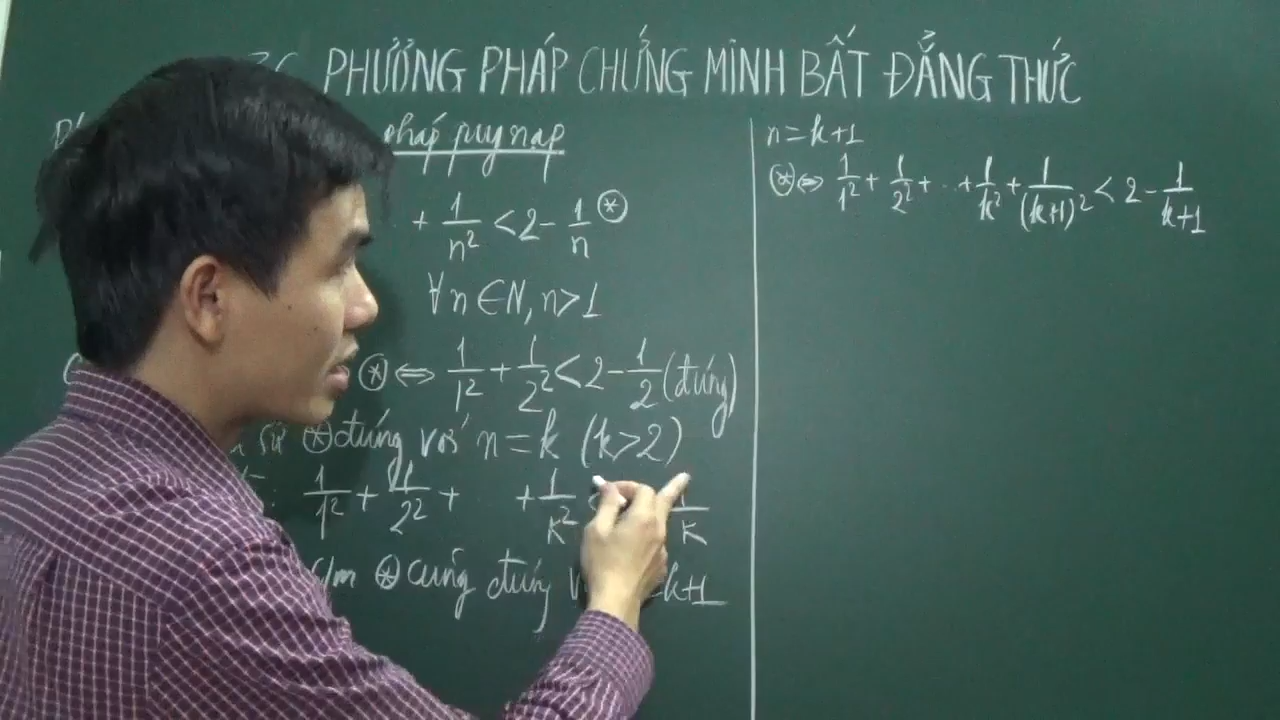 PHƯƠNG PHÁP CHỨNG MINH BẤT ĐẲNG THỨC
pháp quy nạp
+ 1/n² < 2 - 1/n ⊛
∀n ∈ N, n > 1
⊛ ⇔ 1/1² + 1/2² < 2 - 1/2 (đúng)
sử ⊛ đúng với n = k (k > 2)
1/1² + 1/2² + + 1/k² 1/k
c/m ⊛ cũng đúng k+1
n = k+1
⊛ ⇔ 1/1² + 1/2² + ... + 1/k² + 1/(k+1)² < 2 - 1/k+1